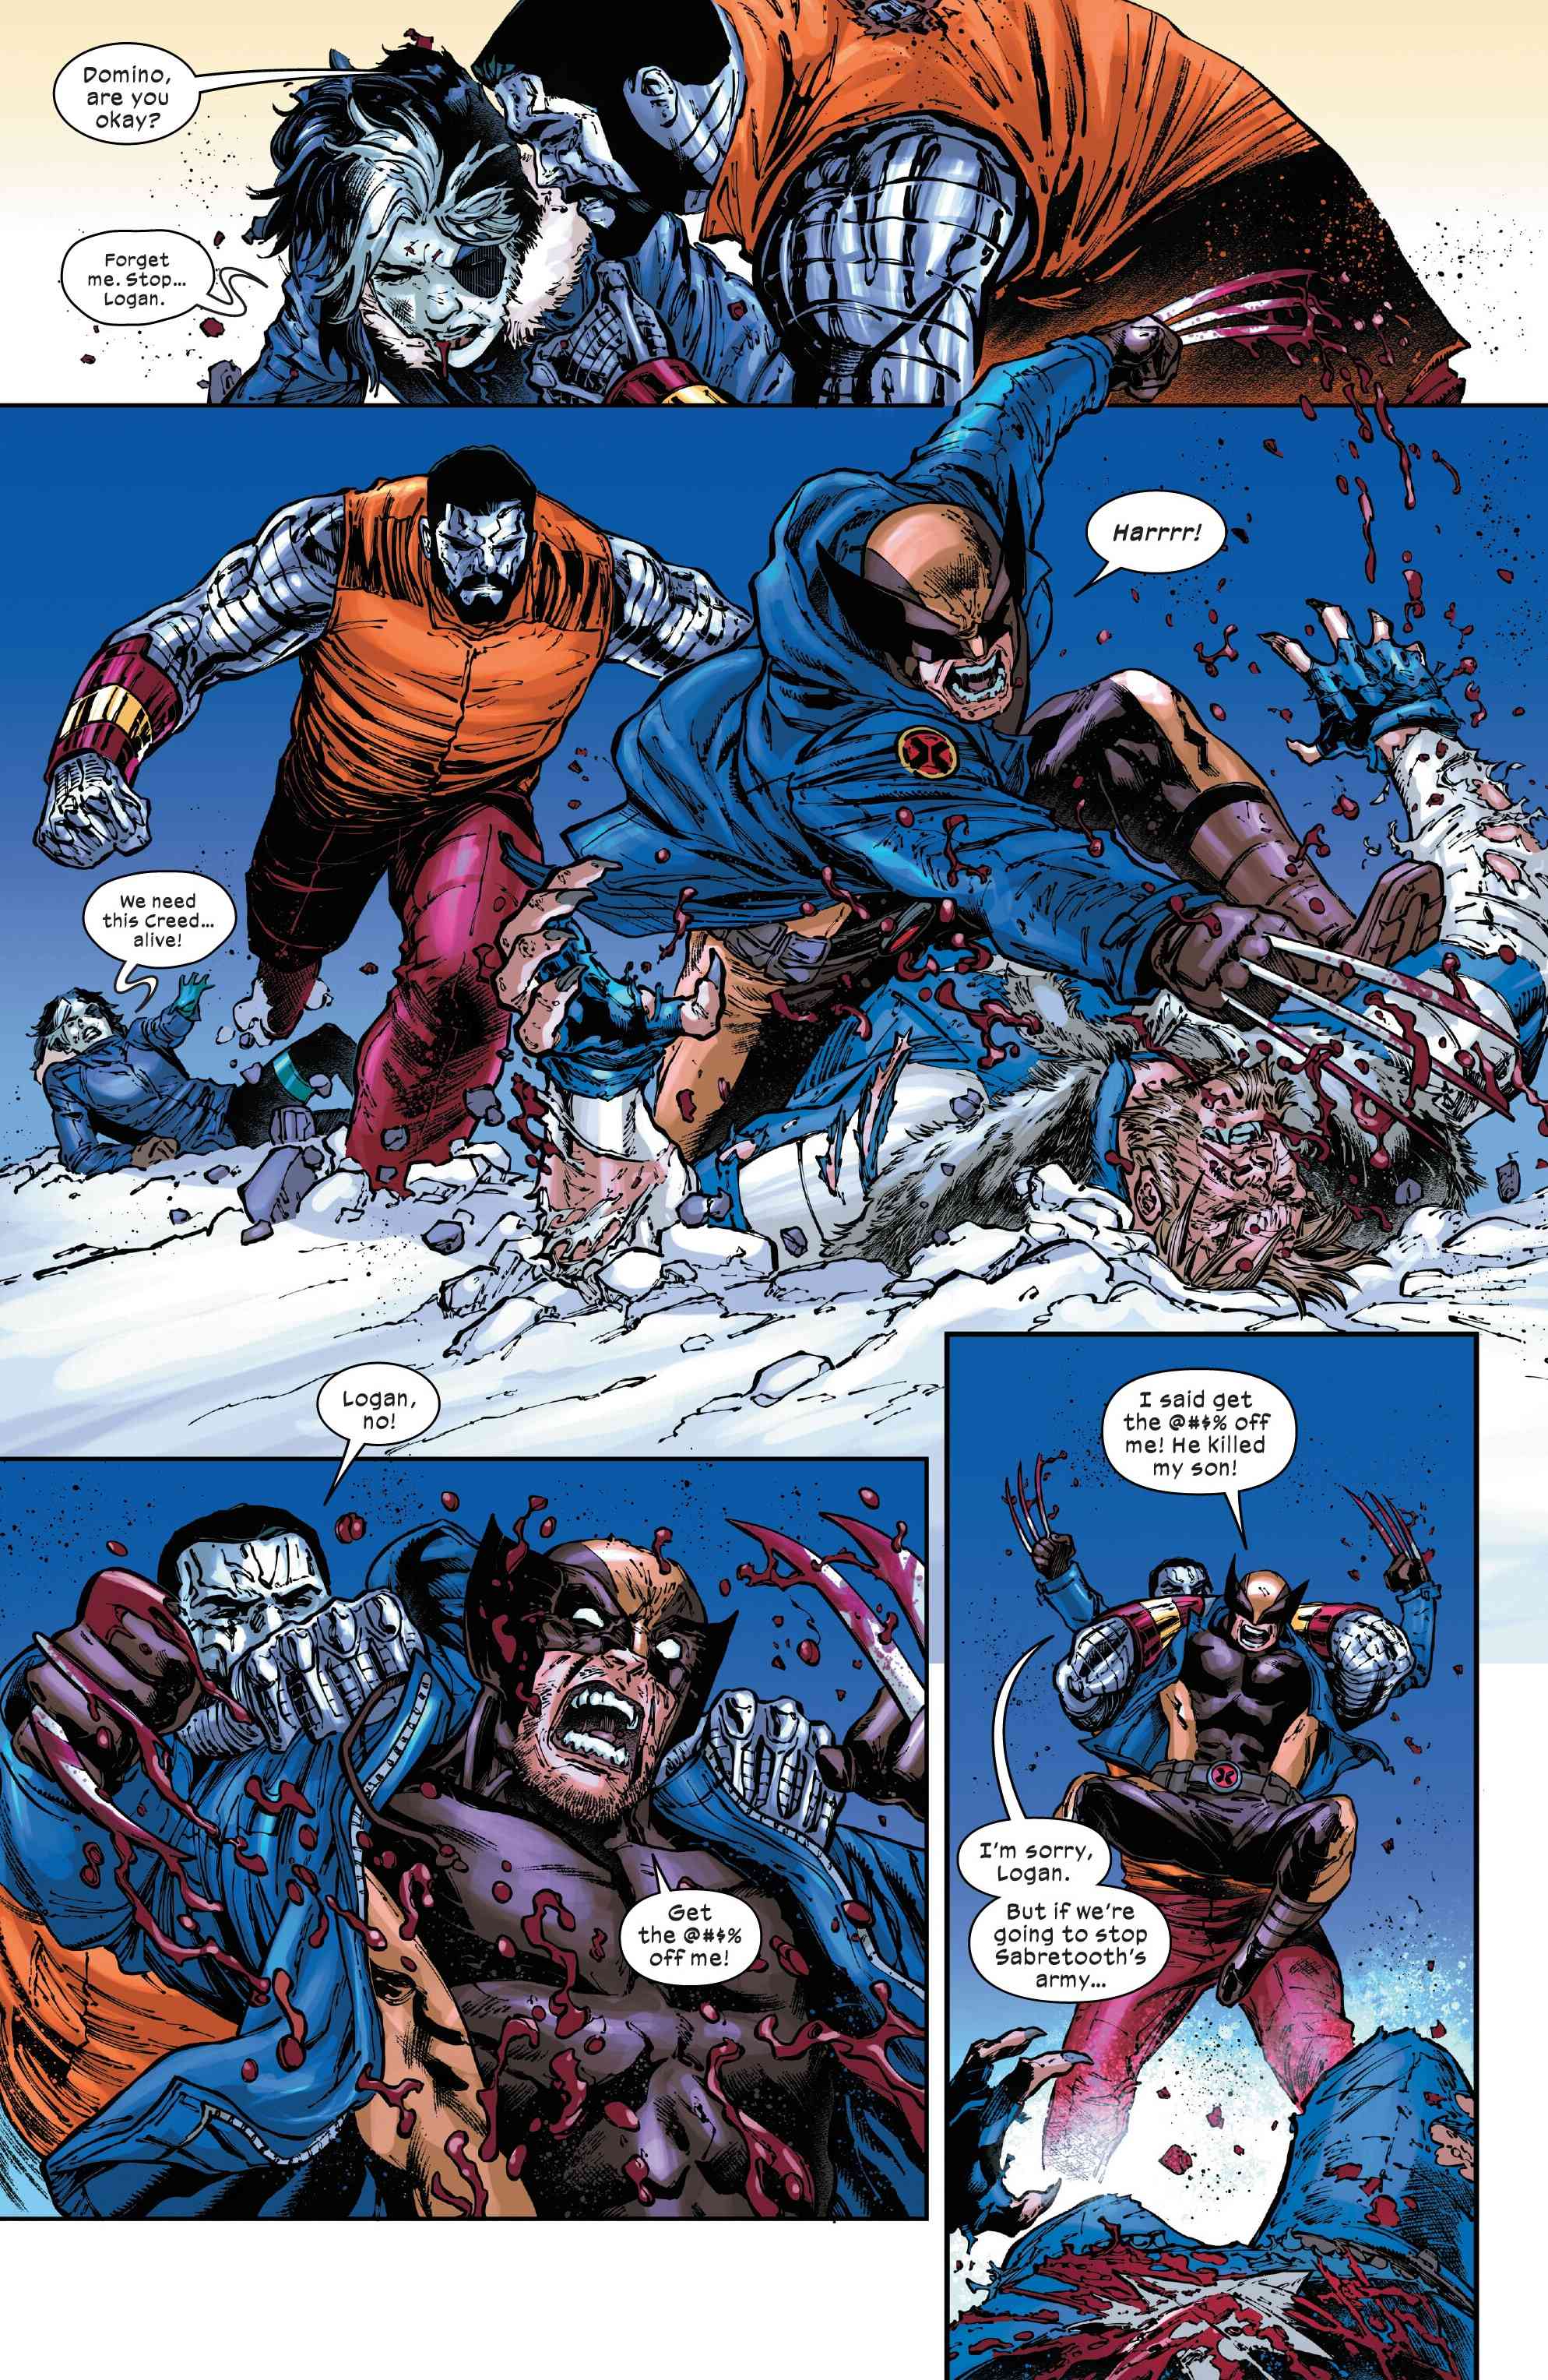 Domino,
are you
okay?
Forget
me. Stop...
Logan.
Harrrr!
We need
this Creed...
alive!
Logan,
no!
Get
the @#$%
off me!
I said get
the @#$% off
me! He killed
my son!
I'm sorry,
Logan.
But if we're
going to stop
Sabretooth's
army...